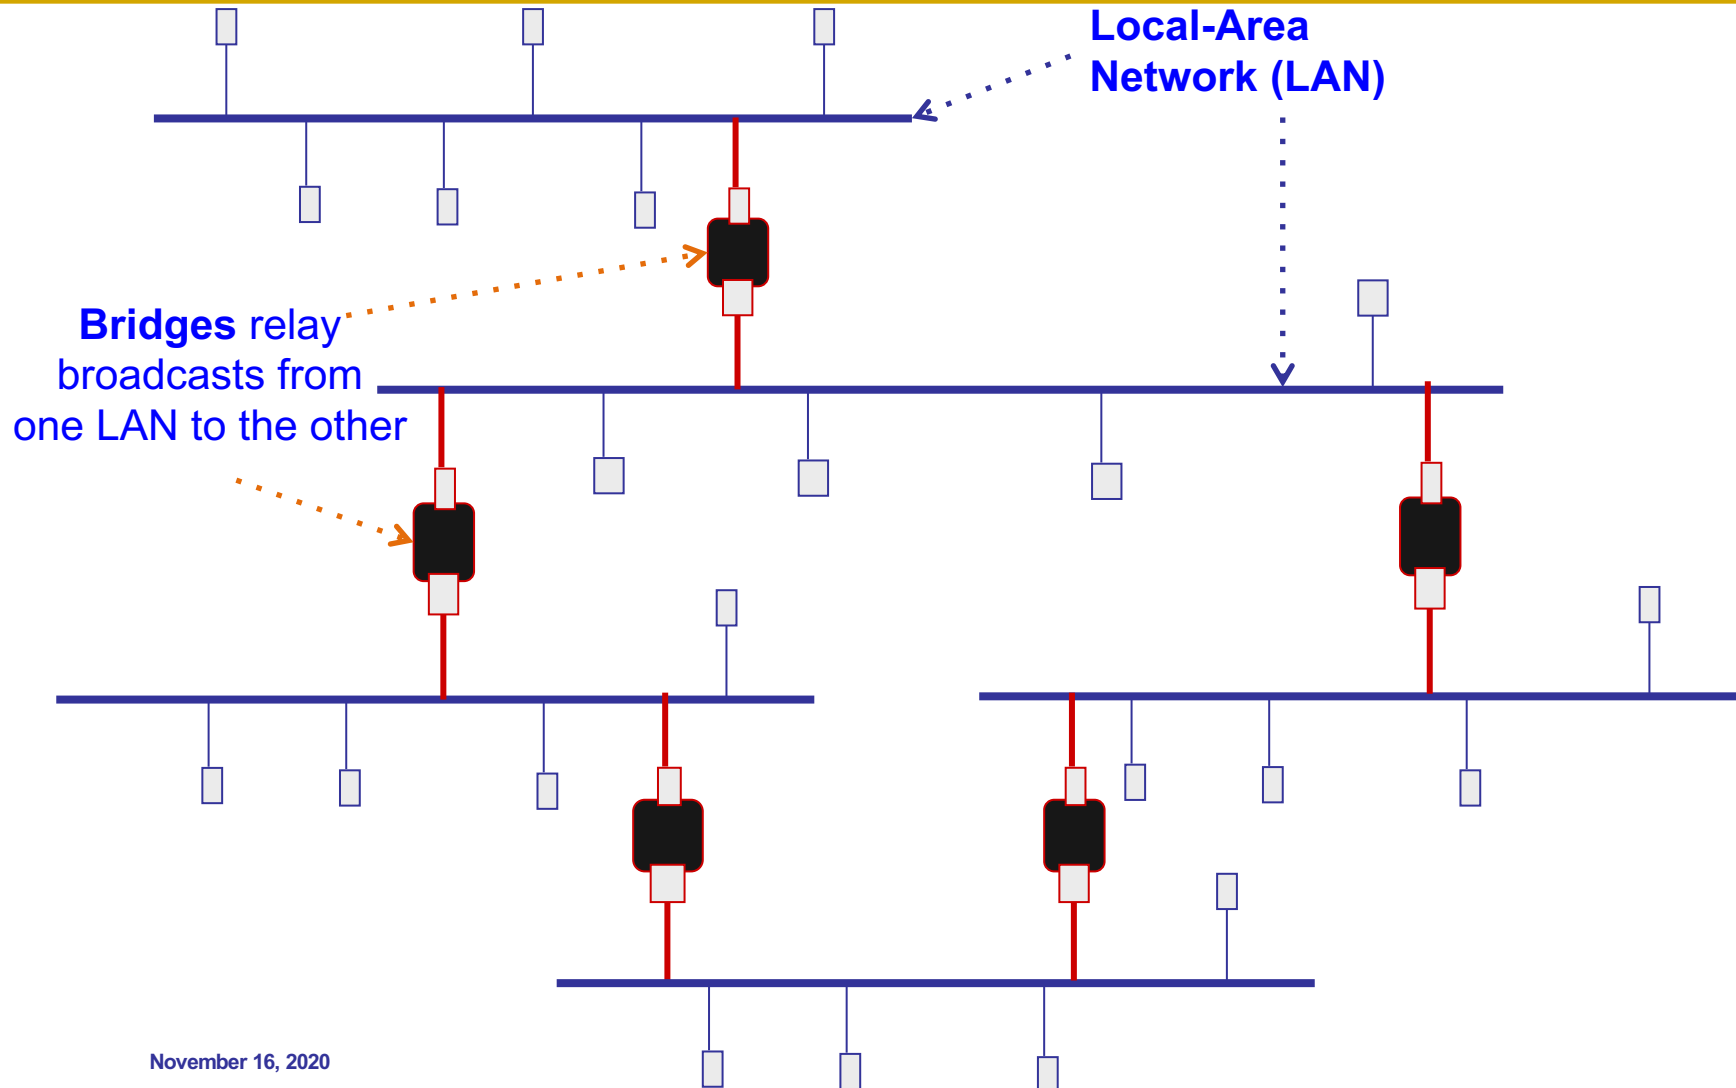 Local-Area
Network (LAN)
Bridges relay
broadcasts from
one LAN to the other
November 16, 2020